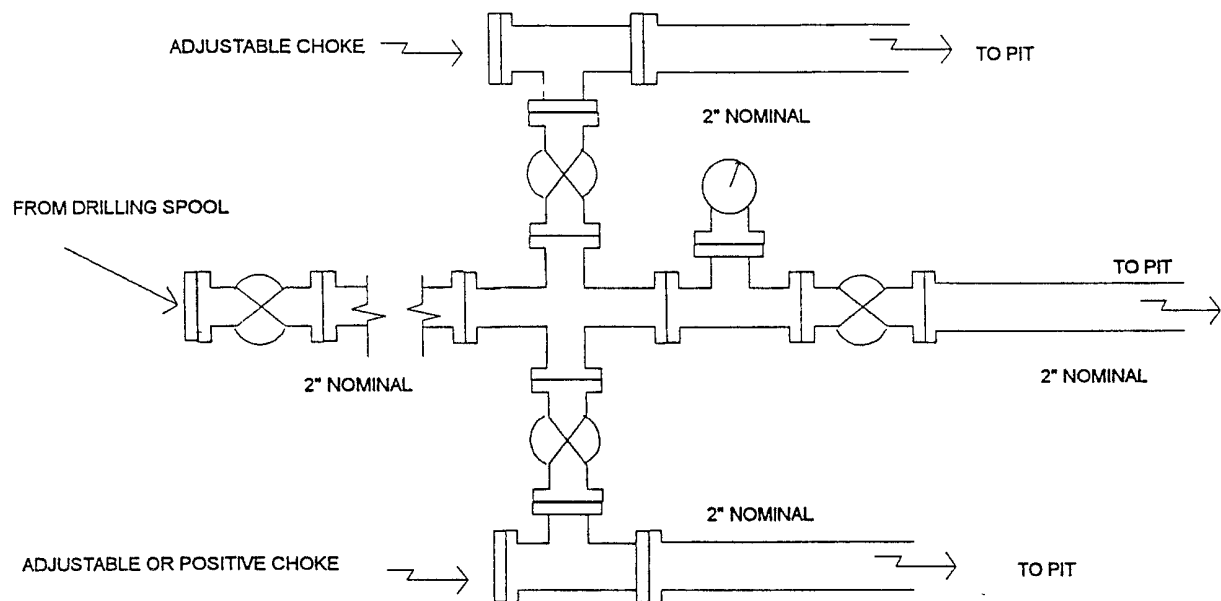 ADJUSTABLE CHOKE
TO PIT
2" NOMINAL
FROM DRILLING SPOOL
TO PIT
2" NOMINAL
2" NOMINAL
2" NOMINAL
ADJUSTABLE OR POSITIVE CHOKE
TO PIT